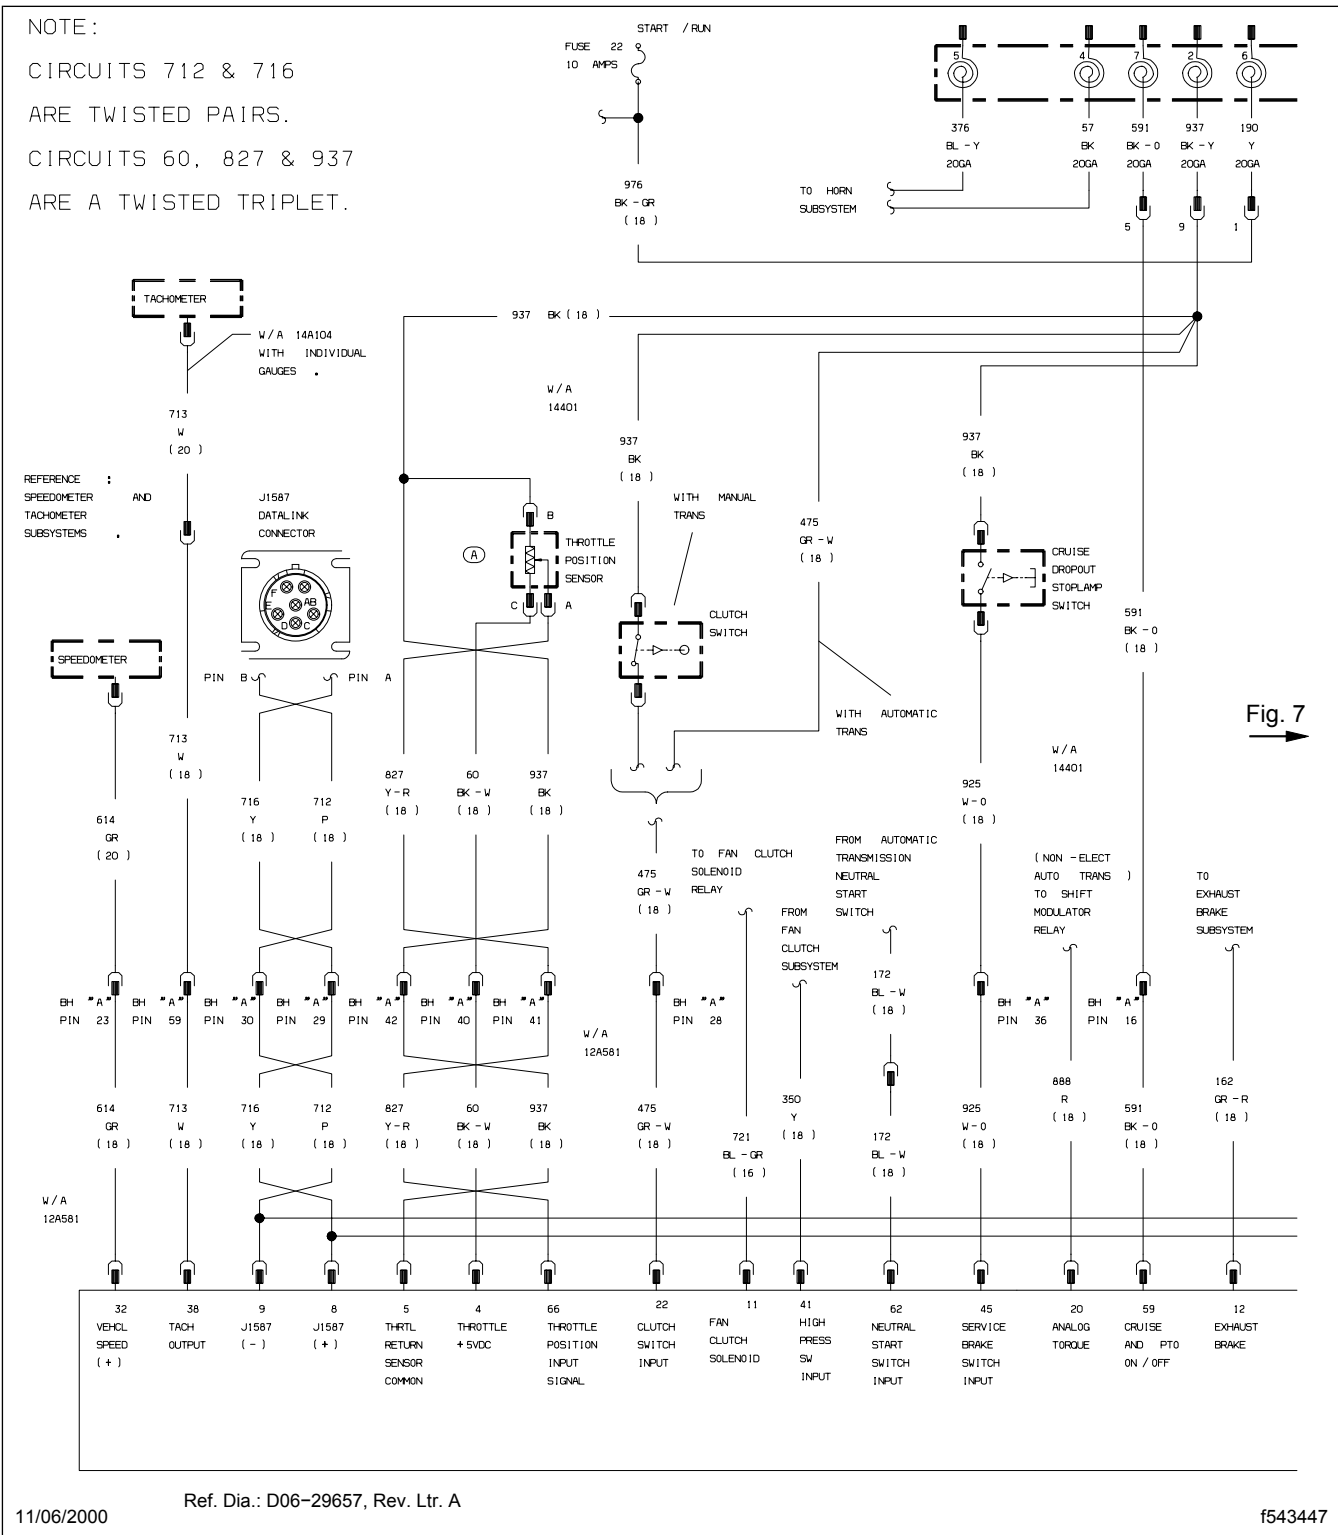 NOTE:
CIRCUITS 712 & 716
ARE TWISTED PAIRS.
CIRCUITS 60, 827 & 937
ARE A TWISTED TRIPLET.
START / RUN
FUSE 22
10 AMPS
5
4
7
2
6
376
BL - Y
20GA
57
BK
20GA
591
BK - O
20GA
937
BK - Y
20GA
190
Y
20GA
976
BK - GR
( 18 )
TO HORN
SUBSYSTEM
5
9
1
TACHOMETER
W / A 14A104
WITH INDIVIDUAL
GAUGES .
937 BK ( 18 )
W / A
14401
713
W
( 20 )
937
BK
( 18 )
937
BK
( 18 )
REFERENCE :
SPEEDOMETER AND
TACHOMETER
SUBSYSTEMS .
J1587
DATALINK
CONNECTOR
WITH MANUAL
TRANS
475
GR - W
( 18 )
B
A
THROTTLE
POSITION
SENSOR
C
A
CRUISE
DROPOUT
STOPLAMP
SWITCH
F
AB
E
D
C
CLUTCH
SWITCH
591
BK - O
( 18 )
SPEEDOMETER
PIN B
PIN A
WITH AUTOMATIC
TRANS
Fig. 7
713
W
( 18 )
W / A
14401
827
Y - R
( 18 )
60
BK - W
( 18 )
937
BK
( 18 )
925
W - O
( 18 )
716
Y
( 18 )
712
P
( 18 )
614
GR
( 20 )
475
GR - W
( 18 )
TO FAN CLUTCH
SOLENOID
RELAY
FROM AUTOMATIC
TRANSMISSION
NEUTRAL
START
SWITCH
( NON - ELECT
AUTO TRANS )
TO SHIFT
MODULATOR
RELAY
TO
EXHAUST
BRAKE
SUBSYSTEM
FROM
FAN
CLUTCH
SUBSYSTEM
172
BL - W
( 18 )
BH "A"
PIN 23
BH "A"
PIN 59
BH "A"
PIN 30
BH "A"
PIN 29
BH "A"
PIN 42
BH "A"
PIN 40
BH "A"
PIN 41
BH "A"
PIN 28
BH "A"
PIN 36
BH "A"
PIN 16
W / A
12A581
614
GR
( 18 )
713
W
( 18 )
716
Y
( 18 )
712
P
( 18 )
827
Y - R
( 18 )
60
BK - W
( 18 )
937
BK
( 18 )
475
GR - W
( 18 )
721
BL - GR
( 16 )
350
Y
( 18 )
172
BL - W
( 18 )
925
W - O
( 18 )
888
R
( 18 )
591
BK - O
( 18 )
162
GR - R
( 18 )
W / A
12A581
32
VEHCL
SPEED
( + )
38
TACH
OUTPUT
9
J1587
( - )
8
J1587
( + )
5
THRTL
RETURN
SENSOR
COMMON
4
THROTTLE
+ 5VDC
66
THROTTLE
POSITION
INPUT
SIGNAL
22
CLUTCH
SWITCH
INPUT
11
FAN
CLUTCH
SOLENOID
41
HIGH
PRESS
SW
INPUT
62
NEUTRAL
START
SWITCH
INPUT
45
SERVICE
BRAKE
SWITCH
INPUT
20
ANALOG
TORQUE
59
CRUISE
AND PTO
ON / OFF
12
EXHAUST
BRAKE
Ref. Dia.: D06−29657, Rev. Ltr. A
11/06/2000
f543447